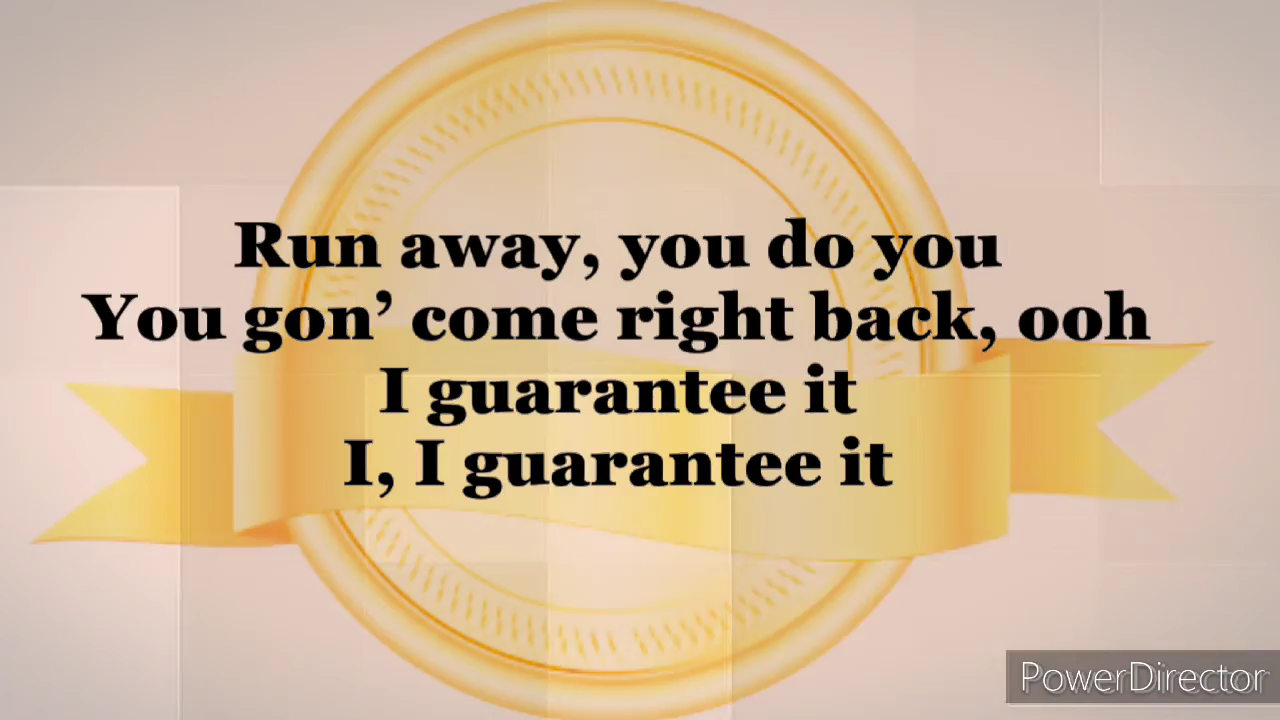 Run away, you do you
You gon’ come right back, ooh
I guarantee it
I, I guarantee it
PowerDirector